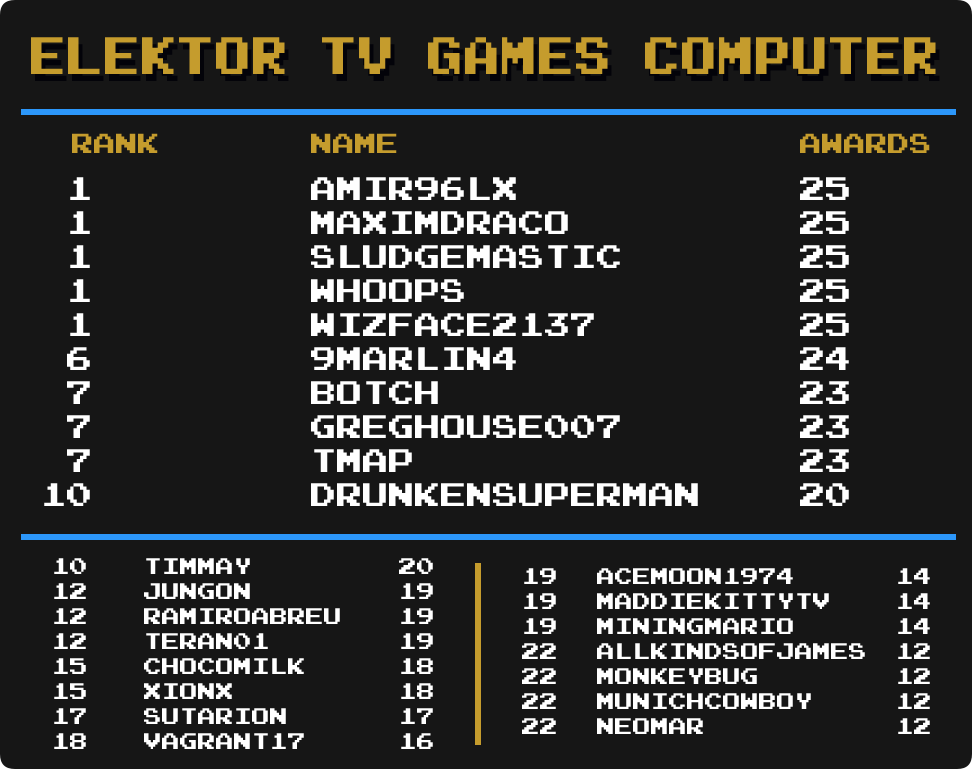 ELEKTOR TV GAMES COMPUTER
RANK NAME AWARDS
1 AMIR96LX 25
1 MAXIMDRACO 25
1 SLUDGEMASTIC 25
1 WHOOPS 25
1 WIZFACE2137 25
6 9MARLIN4 24
7 BOTCH 23
7 GREGHOUSE007 23
7 TMAP 23
10 DRUNKENSUPERMAN 20
10 TIMMAY 20
12 JUNGON 19
12 RAMIROABREU 19
12 TERAN01 19
15 CHOCOMILK 18
15 XIONX 18
17 SUTARION 17
18 VAGRANT17 16
19 ACEMOON1974 14
19 MADDIEKITTYTV 14
19 MININGMARIO 14
22 ALLKINDSOFJAMES 12
22 MONKEYBUG 12
22 MUNICHCOWBOY 12
22 NEOMAR 12